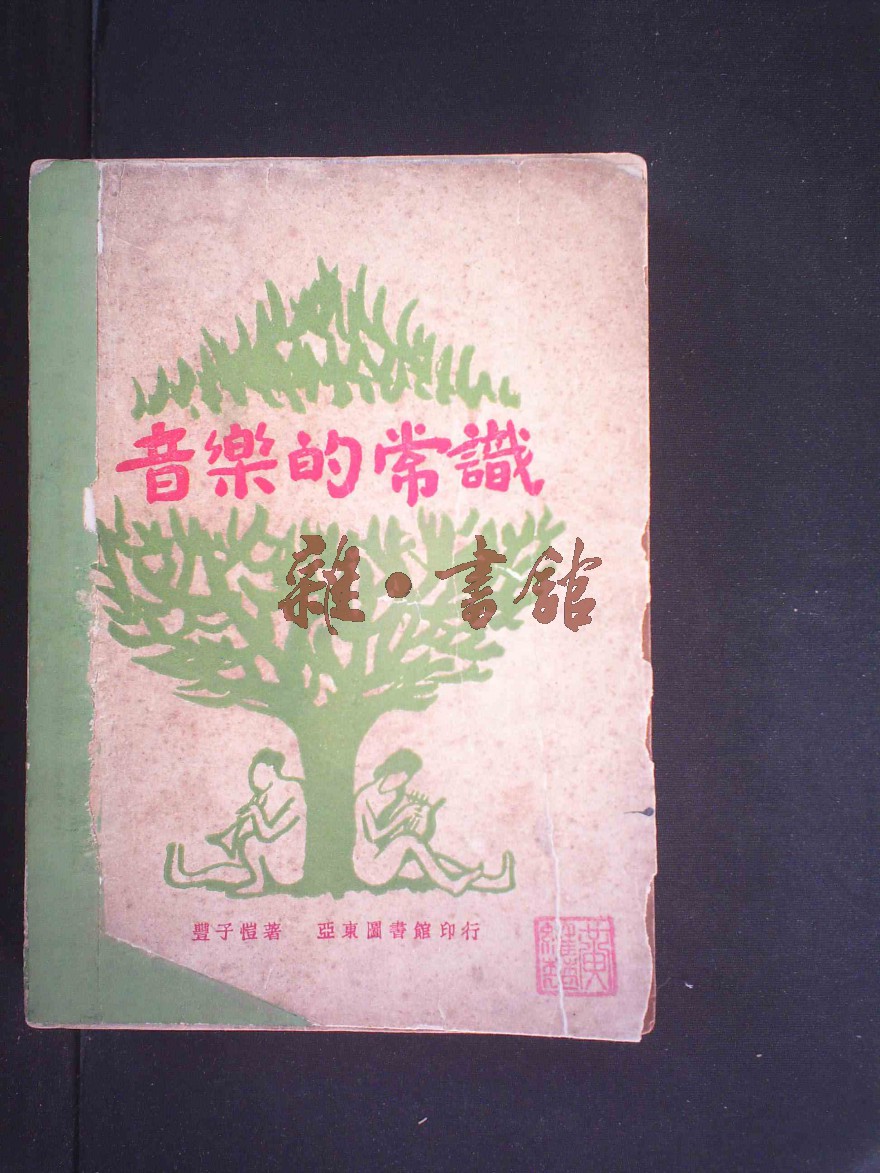 音樂的常識
雜·書館
豐子愷著 亞東圖書館印行